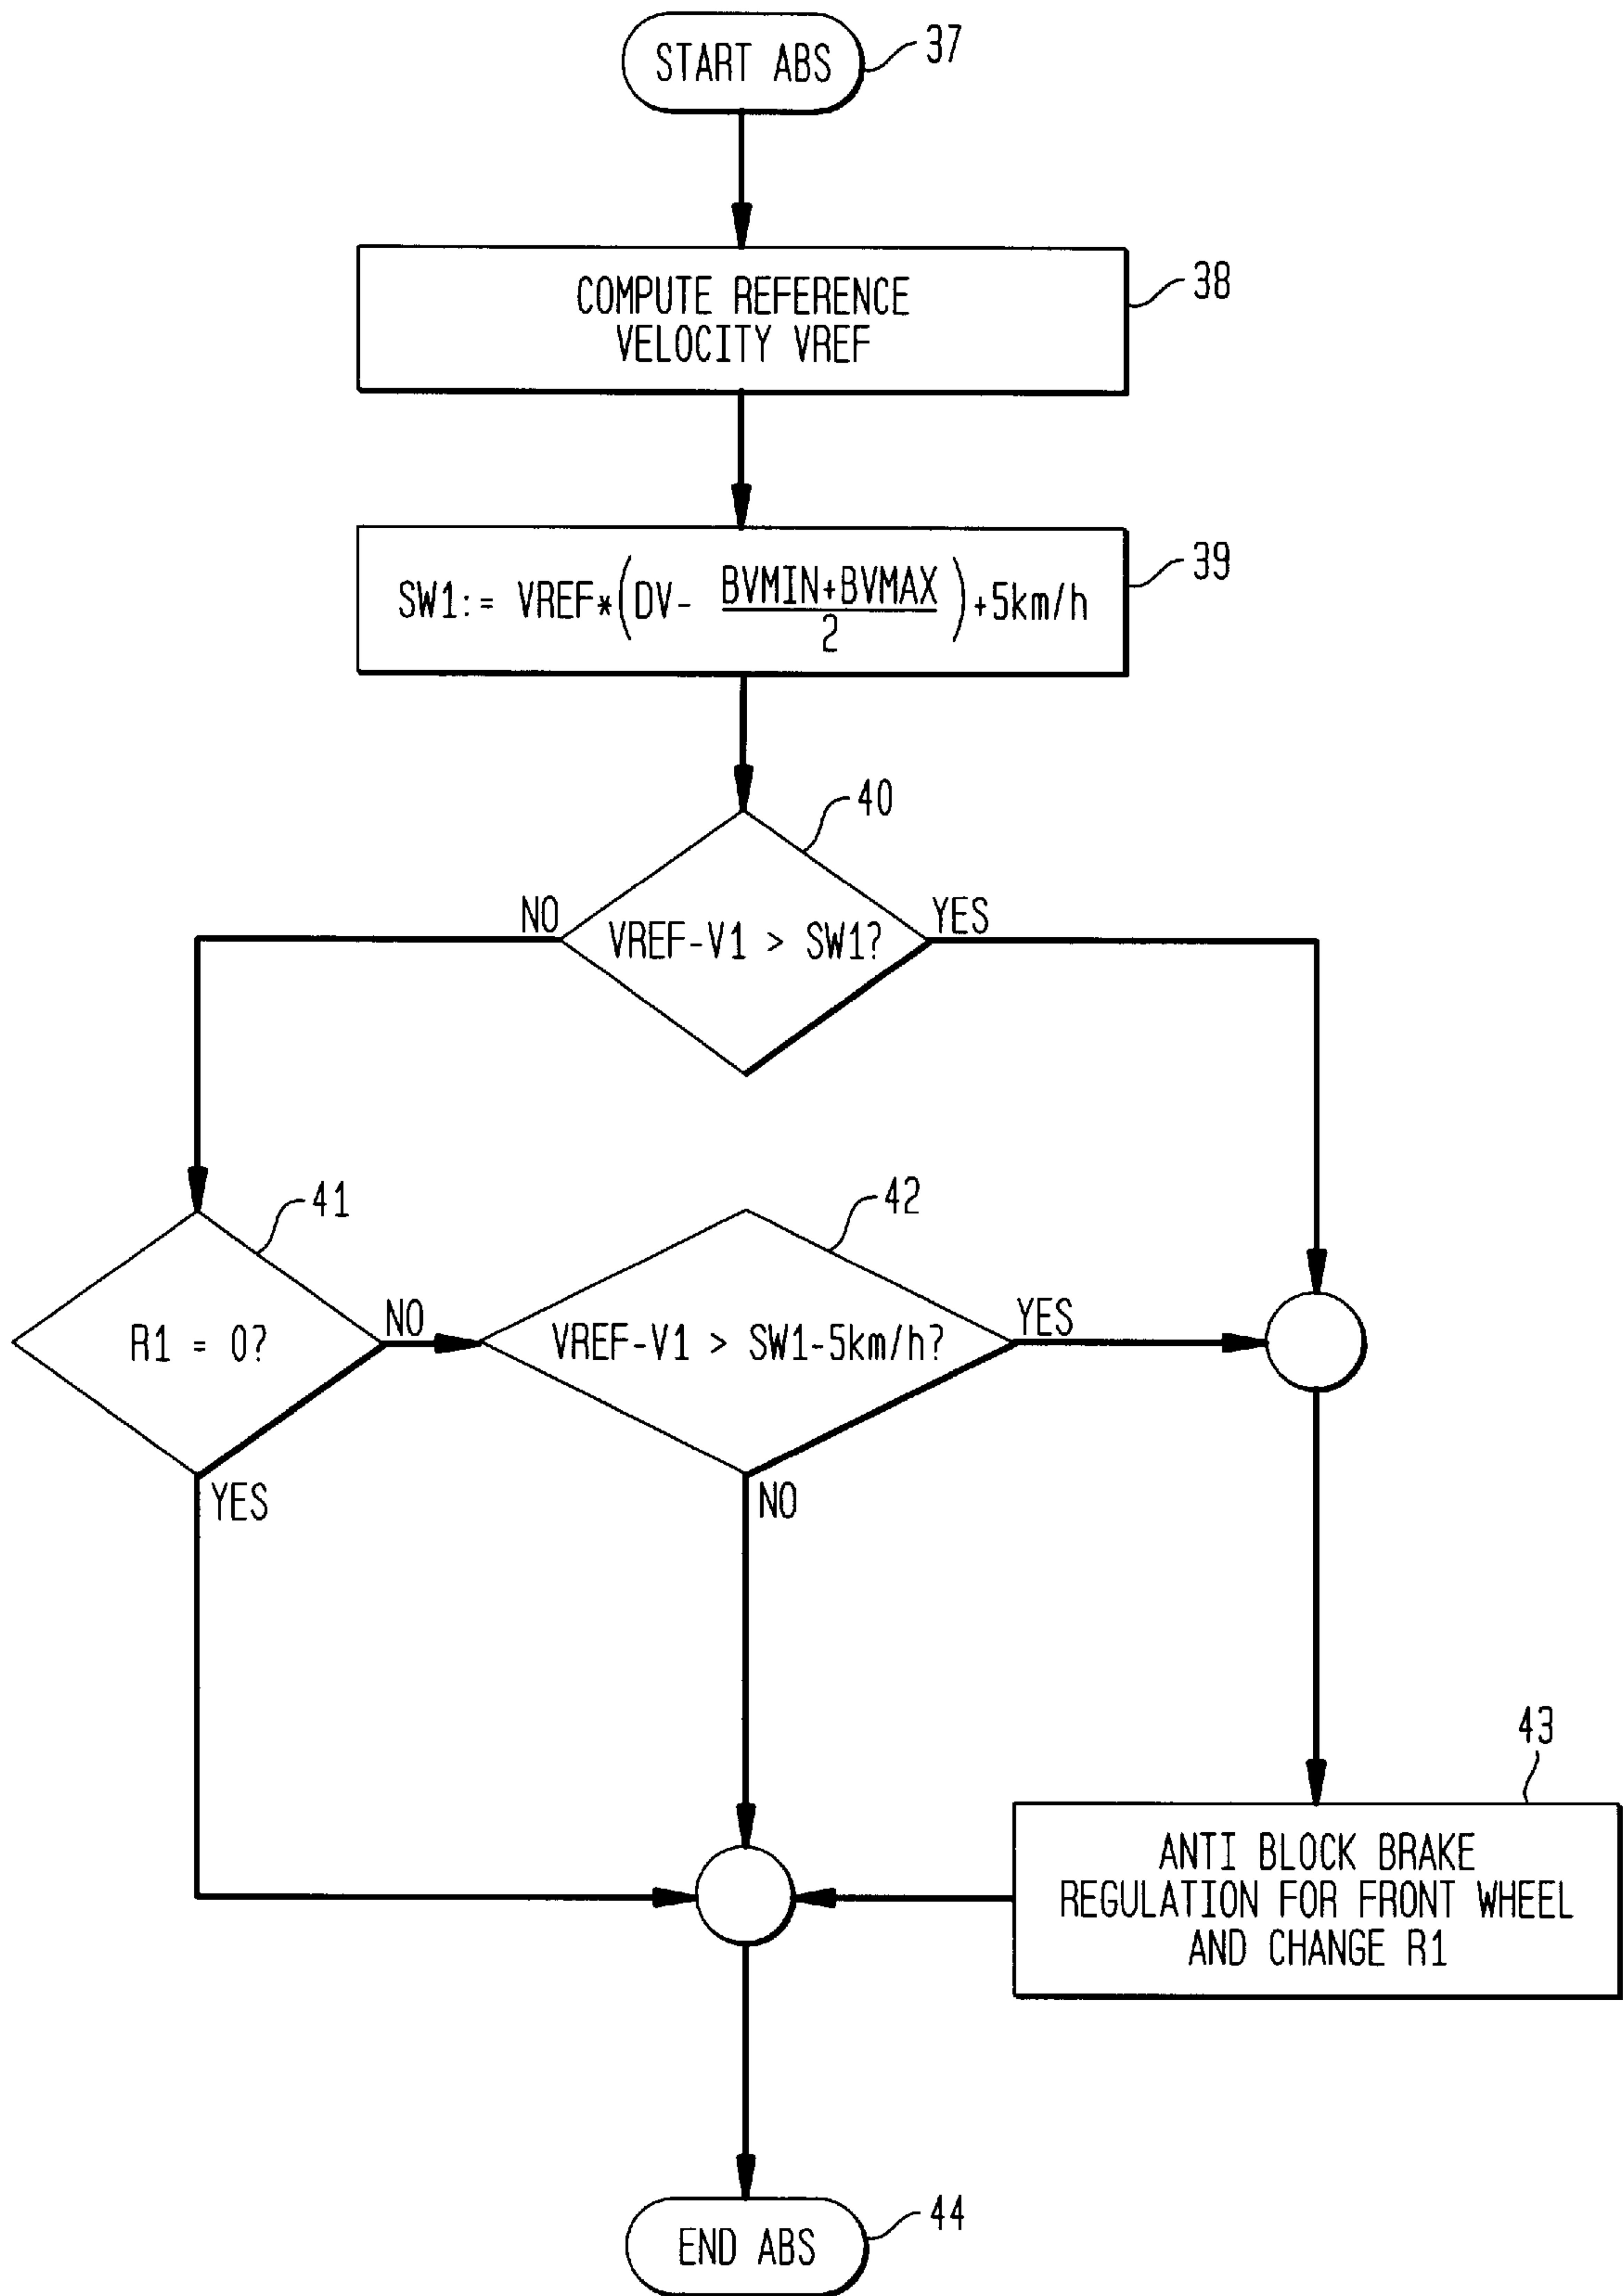 START ABS
37
COMPUTE REFERENCE
VELOCITY VREF
38
SW1:= VREF*(DV- BVMIN+BVMAX/2)+5km/h
39
40
NO
VREF-V1 > SW1?
YES
41
R1 = 0?
NO
YES
42
VREF-V1 > SW1-5km/h?
YES
NO
43
ANTI BLOCK BRAKE
REGULATION FOR FRONT WHEEL
AND CHANGE R1
END ABS
44